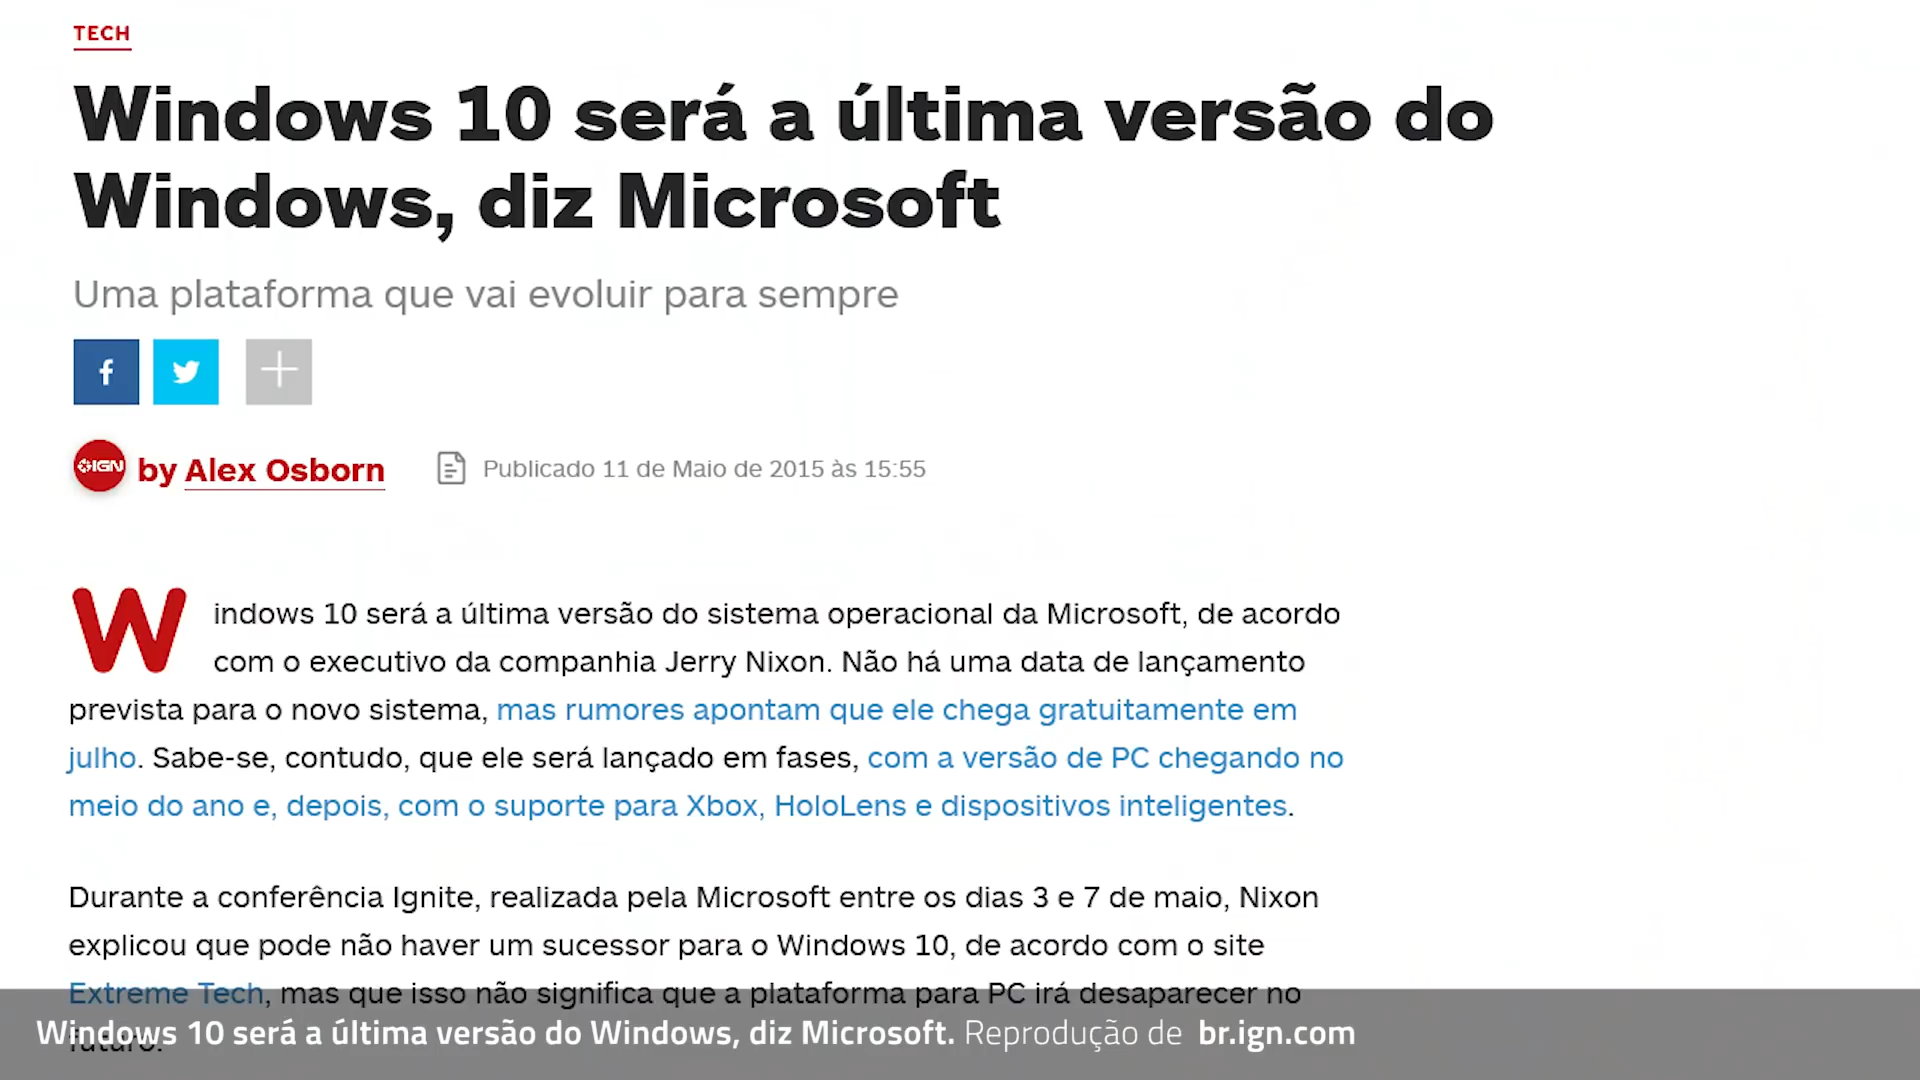 TECH
Windows 10 será a última versão do
Windows, diz Microsoft
Uma plataforma que vai evoluir para sempre
f
IGN by Alex Osborn Publicado 11 de Maio de 2015 às 15:55
Windows 10 será a última versão do sistema operacional da Microsoft, de acordo
com o executivo da companhia Jerry Nixon. Não há uma data de lançamento
prevista para o novo sistema, mas rumores apontam que ele chega gratuitamente em
julho. Sabe-se, contudo, que ele será lançado em fases, com a versão de PC chegando no
meio do ano e, depois, com o suporte para Xbox, HoloLens e dispositivos inteligentes.
Durante a conferência Ignite, realizada pela Microsoft entre os dias 3 e 7 de maio, Nixon
explicou que pode não haver um sucessor para o Windows 10, de acordo com o site
Extreme Tech, mas que isso não significa que a plataforma para PC irá desaparecer no
futuro.
Windows 10 será a última versão do Windows, diz Microsoft. Reprodução de br.ign.com